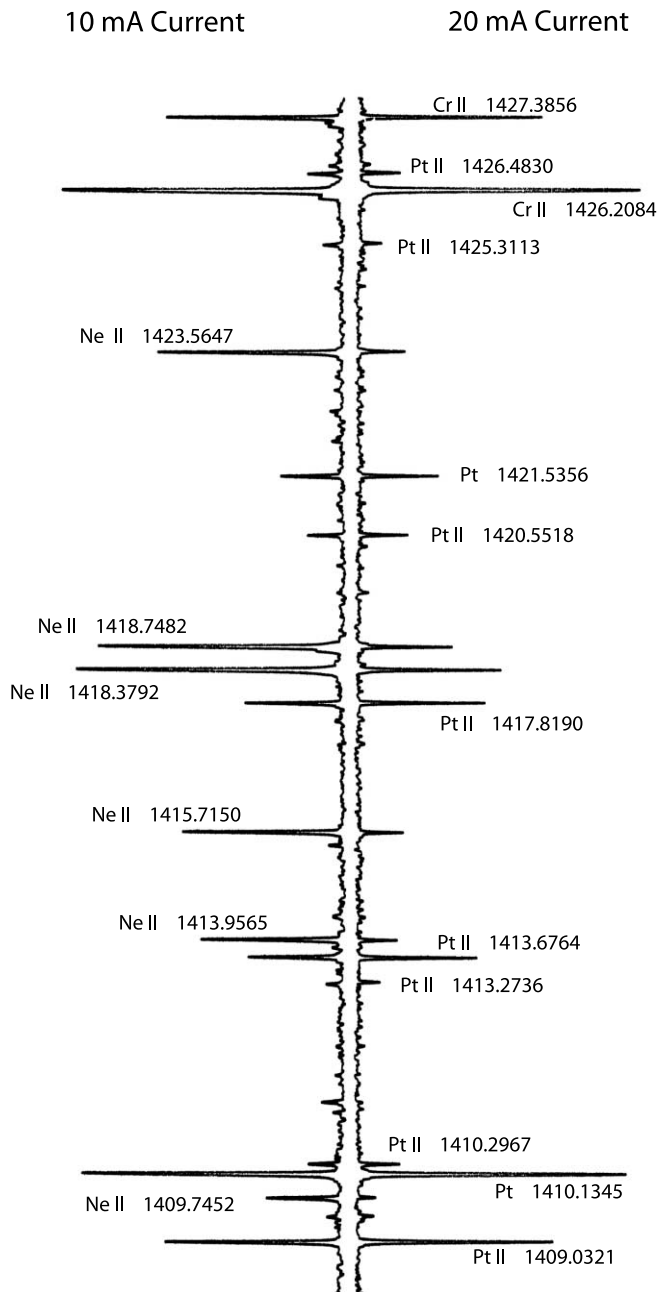 10 mA Current
20 mA Current
Cr II 1427.3856
Pt II 1426.4830
Cr II 1426.2084
Pt II 1425.3113
Ne II 1423.5647
Pt 1421.5356
Pt II 1420.5518
Ne II 1418.7482
Ne II 1418.3792
Pt II 1417.8190
Ne II 1415.7150
Ne II 1413.9565
Pt II 1413.6764
Pt II 1413.2736
Pt II 1410.2967
Pt 1410.1345
Ne II 1409.7452
Pt II 1409.0321